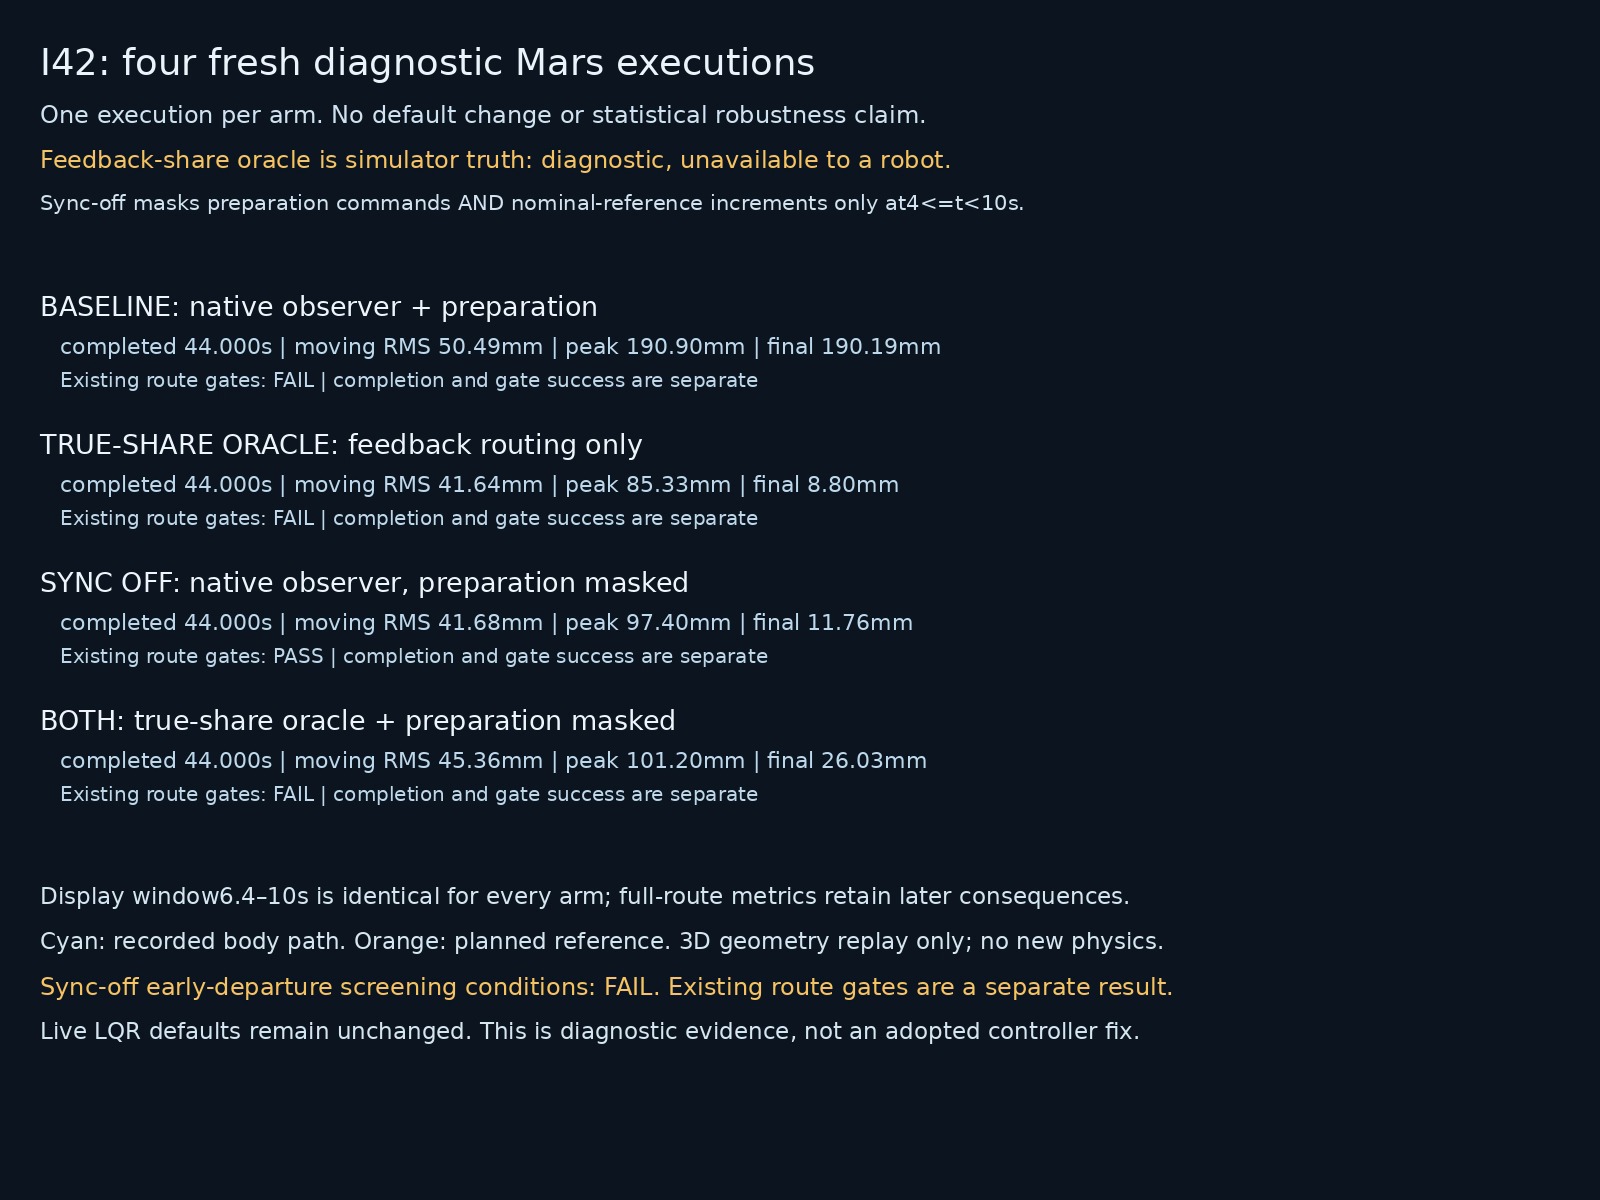 I42: four fresh diagnostic Mars executions
One execution per arm. No default change or statistical robustness claim.
Feedback-share oracle is simulator truth: diagnostic, unavailable to a robot.
Sync-off masks preparation commands AND nominal-reference increments only at4<=t<10s.
BASELINE: native observer + preparation
completed 44.000s | moving RMS 50.49mm | peak 190.90mm | final 190.19mm
Existing route gates: FAIL | completion and gate success are separate
TRUE-SHARE ORACLE: feedback routing only
completed 44.000s | moving RMS 41.64mm | peak 85.33mm | final 8.80mm
Existing route gates: FAIL | completion and gate success are separate
SYNC OFF: native observer, preparation masked
completed 44.000s | moving RMS 41.68mm | peak 97.40mm | final 11.76mm
Existing route gates: PASS | completion and gate success are separate
BOTH: true-share oracle + preparation masked
completed 44.000s | moving RMS 45.36mm | peak 101.20mm | final 26.03mm
Existing route gates: FAIL | completion and gate success are separate
Display window6.4–10s is identical for every arm; full-route metrics retain later consequences.
Cyan: recorded body path. Orange: planned reference. 3D geometry replay only; no new physics.
Sync-off early-departure screening conditions: FAIL. Existing route gates are a separate result.
Live LQR defaults remain unchanged. This is diagnostic evidence, not an adopted controller fix.